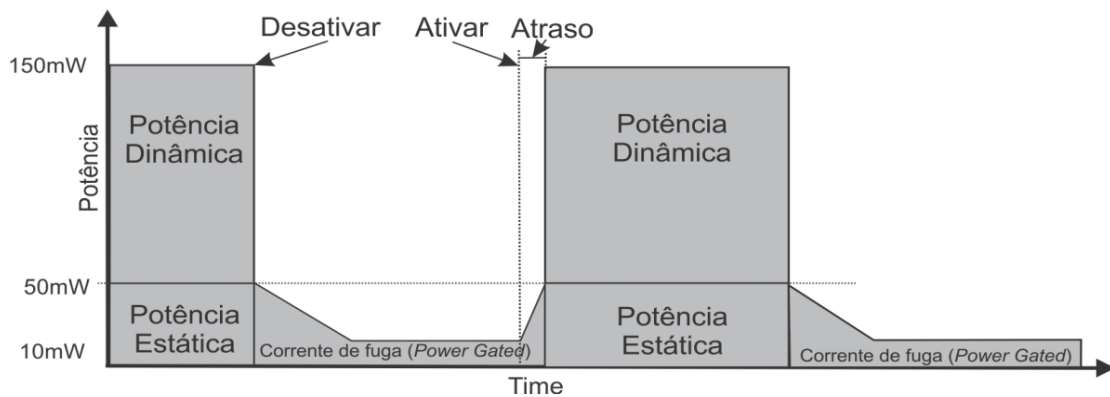 Desativar
Ativar
Atraso
150mW
Potência
Potência
Dinâmica
Potência
Dinâmica
50mW
Potência
Estática
Potência
Estática
10mW
Corrente de fuga (Power Gated)
Corrente de fuga (Power Gated)
Time